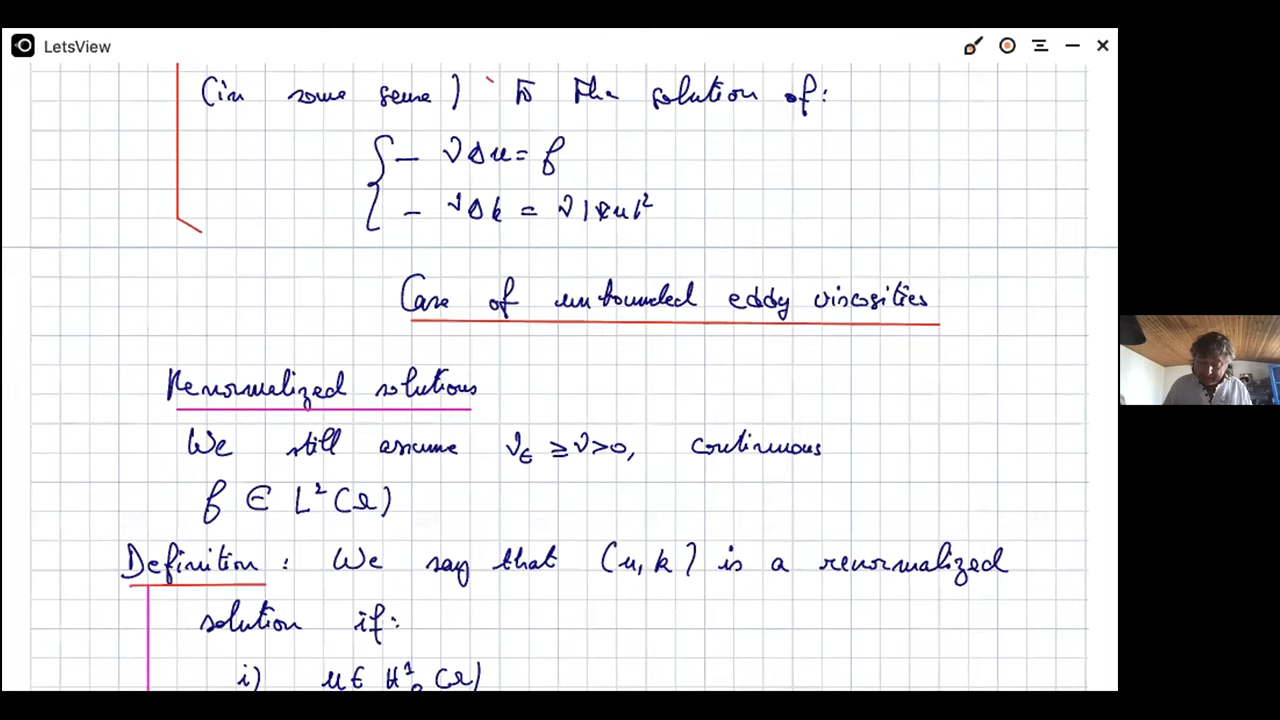 LetsView
(in some sense) to the solution of:
- ν Δu = f
- ν Δk = ν |∇u|²
Case of unbounded eddy viscosities
Renormalized solutions
We still assume ν_t ≥ ν > 0, continuous
f ∈ L² (Ω)
Definition : We say that (u, k) is a renormalized
solution if:
i) u ∈ H¹₀ (Ω)